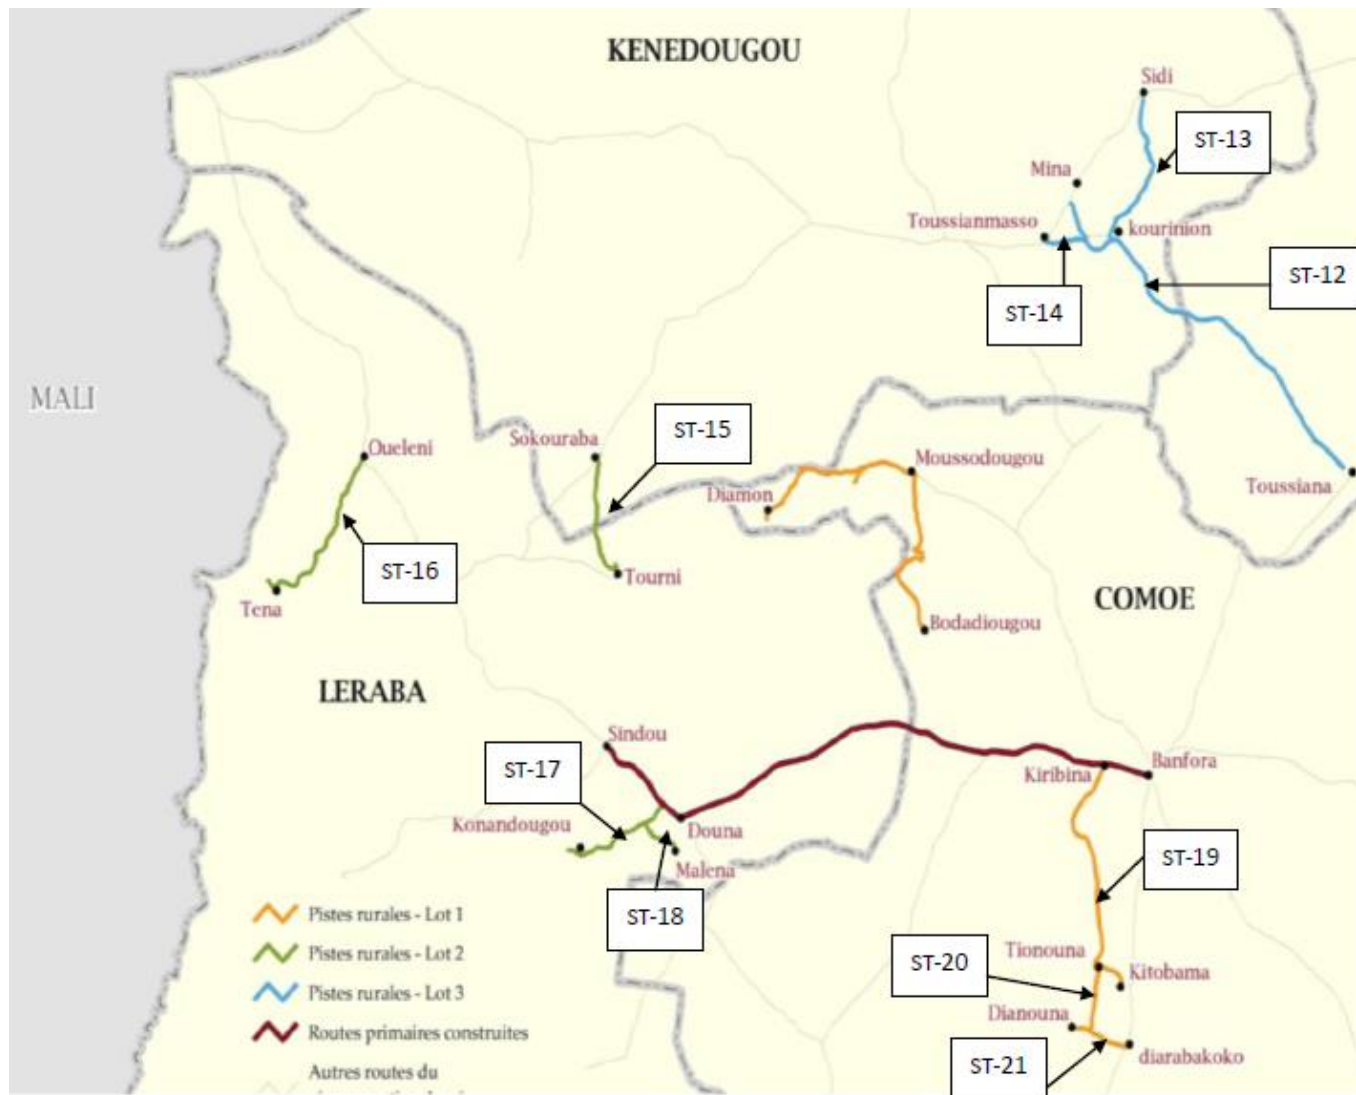 KENEDOUGOU
Sidi
ST-13
Mina
Toussianmasso
kourinion
ST-12
ST-14
MALI
ST-15
Oueleni
Sokouraba
Moussodougou
Diamon
Toussiana
ST-16
Tourni
COMOE
Tena
Bodadiougou
LERABA
Sindou
ST-17
Kiribina
Banfora
Konandougou
Douna
Malena
ST-19
ST-18
Pistes rurales - Lot 1
Pistes rurales - Lot 2
Pistes rurales - Lot 3
Routes primaires construites
Autres routes du
Tionouna
ST-20
Kitobama
Dianouna
diarabakoko
ST-21